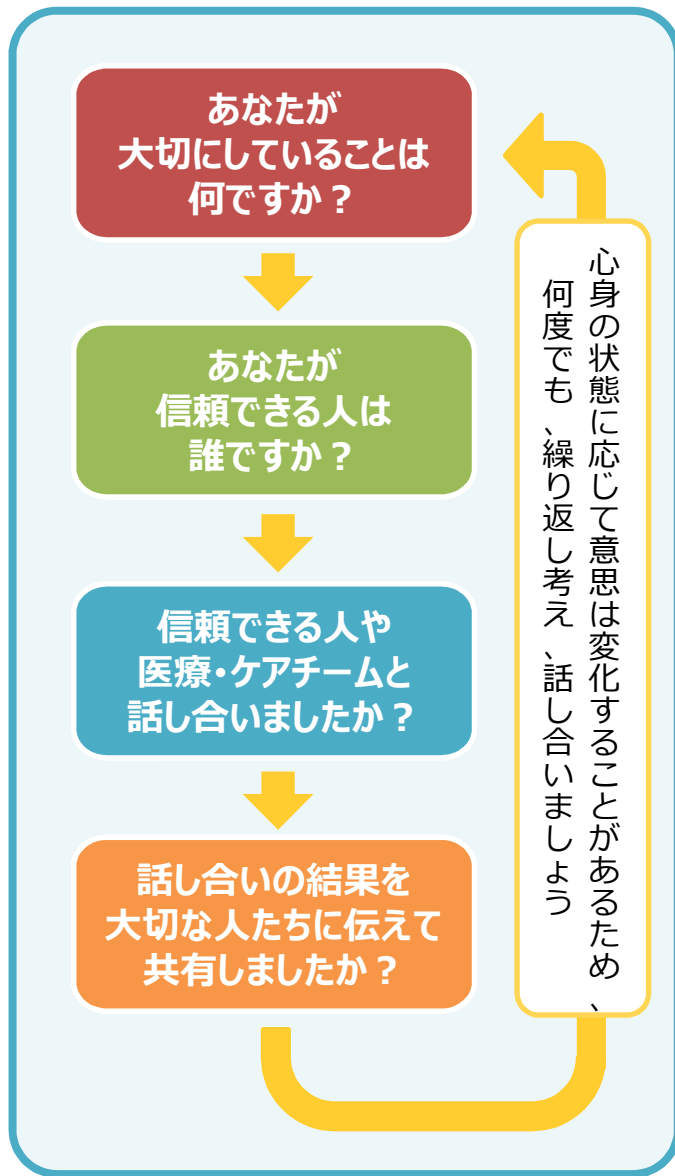 あなたが
大切にしていることは
何ですか？
あなたが
信頼できる人は
誰ですか？
信頼できる人や
医療・ケアチームと
話し合いましたか？
話し合いの結果を
大切な人たちに伝えて
共有しましたか？
心身の状態に応じて意思は変化することがあるため、
何度でも、繰り返し考え、話し合いましょう